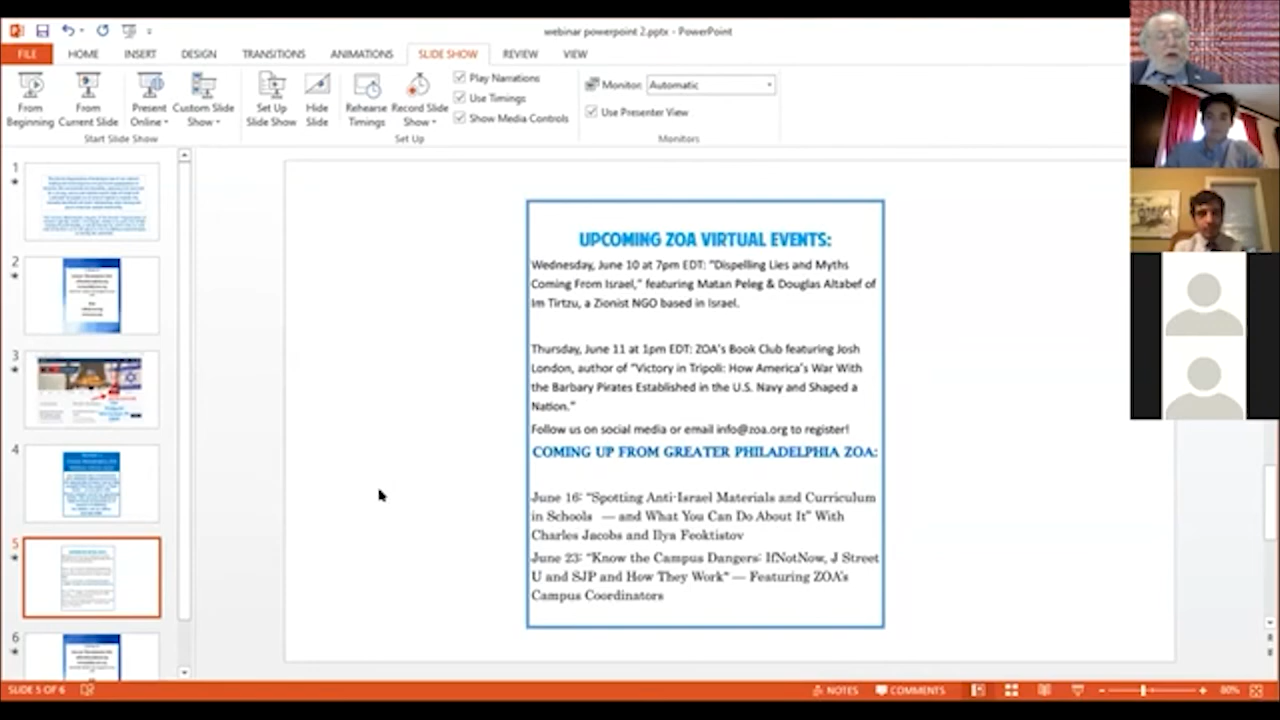 webinar powerpoint 2.pptx - PowerPoint
FILE
HOME
INSERT
DESIGN
TRANSITIONS
ANIMATIONS
SLIDE SHOW
REVIEW
VIEW
From Beginning
From Current Slide
Present Online
Custom Slide Show
Set Up Slide Show
Hide Slide
Rehearse Timings
Record Slide Show
Play Narrations
Use Timings
Show Media Controls
Monitor: Automatic
Use Presenter View
Start Slide Show
Set Up
Monitors
1
2
3
4
5
6
UPCOMING ZOA VIRTUAL EVENTS:
Wednesday, June 10 at 7pm EDT: "Dispelling Lies and Myths
Coming From Israel," featuring Matan Peleg & Douglas Altabef of
Im Tirtzu, a Zionist NGO based in Israel.
Thursday, June 11 at 1pm EDT: ZOA's Book Club featuring Josh
London, author of "Victory in Tripoli: How America's War With
the Barbary Pirates Established in the U.S. Navy and Shaped a
Nation."
Follow us on social media or email info@zoa.org to register!
COMING UP FROM GREATER PHILADELPHIA ZOA:
June 16: "Spotting Anti-Israel Materials and Curriculum
in Schools — and What You Can Do About It" With
Charles Jacobs and Ilya Feoktistov
June 23: "Know the Campus Dangers: IfNotNow, J Street
U and SJP and How They Work" — Featuring ZOA's
Campus Coordinators
SLIDE 5 OF 6
NOTES
COMMENTS
80%